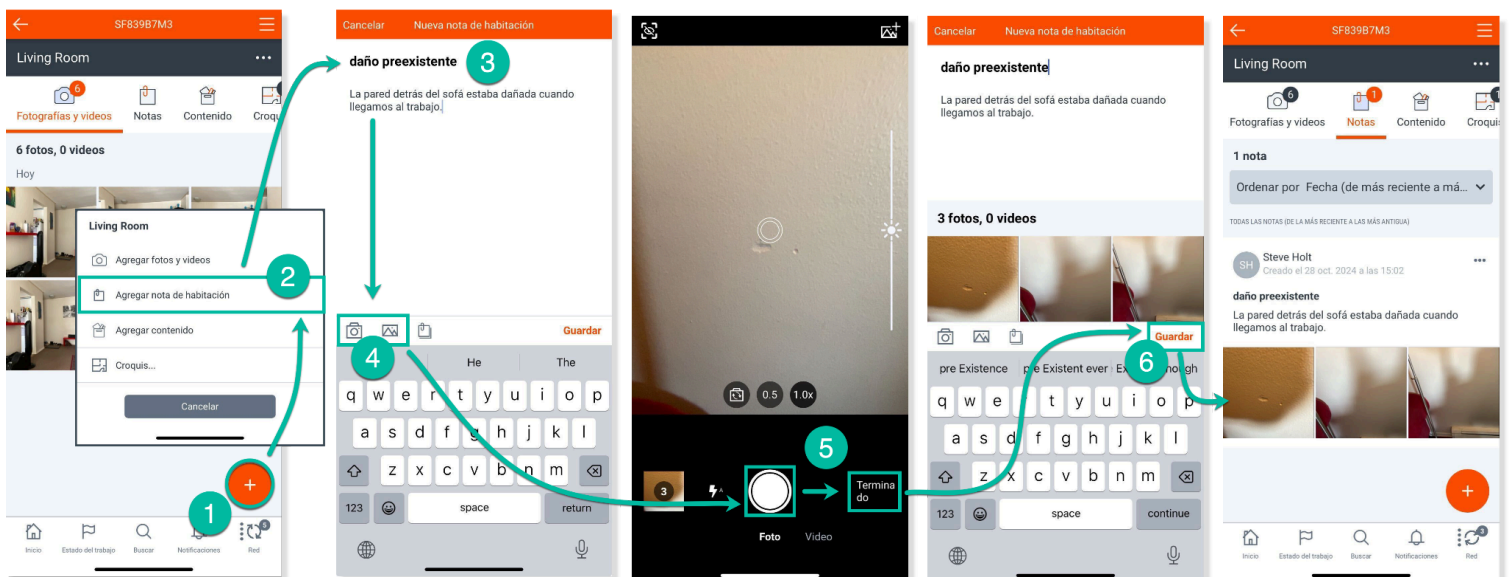 SF839B7M3
Living Room
6
Fotografías y videos
Notas
Contenido
Croqu
6 fotos, 0 videos
Hoy
Living Room
Agregar fotos y videos
2
Agregar nota de habitación
Agregar contenido
Croquis...
Cancelar
1
+
Inicio
Estado del trabajo
Buscar
Notificaciones
Red
Cancelar
Nueva nota de habitación
daño preexistente
3
La pared detrás del sofá estaba dañada cuando
llegamos al trabajo.
Guardar
4
He
The
q w e r t y u i o p
a s d f g h j k l
z x c v b n m
123
space
return
0.5
1.0x
5
3
A
Termina
do
Foto
Video
Cancelar
Nueva nota de habitación
daño preexistente
La pared detrás del sofá estaba dañada cuando
llegamos al trabajo.
3 fotos, 0 videos
Guardar
6
pre Existence
pre Existent ever
q w e r t y u i o p
a s d f g h j k l
z x c v b n m
123
space
continue
SF839B7M3
Living Room
6
1
Fotografías y videos
Notas
Contenido
Croquis
1 nota
Ordenar por Fecha (de más reciente a má...
TODAS LAS NOTAS (DE LA MÁS RECIENTE A LAS MÁS ANTIGUA)
SH
Steve Holt
Creado el 28 oct. 2024 a las 15:02
daño preexistente
La pared detrás del sofá estaba dañada cuando
llegamos al trabajo.
+
Inicio
Estado del trabajo
Buscar
Notificaciones
Red